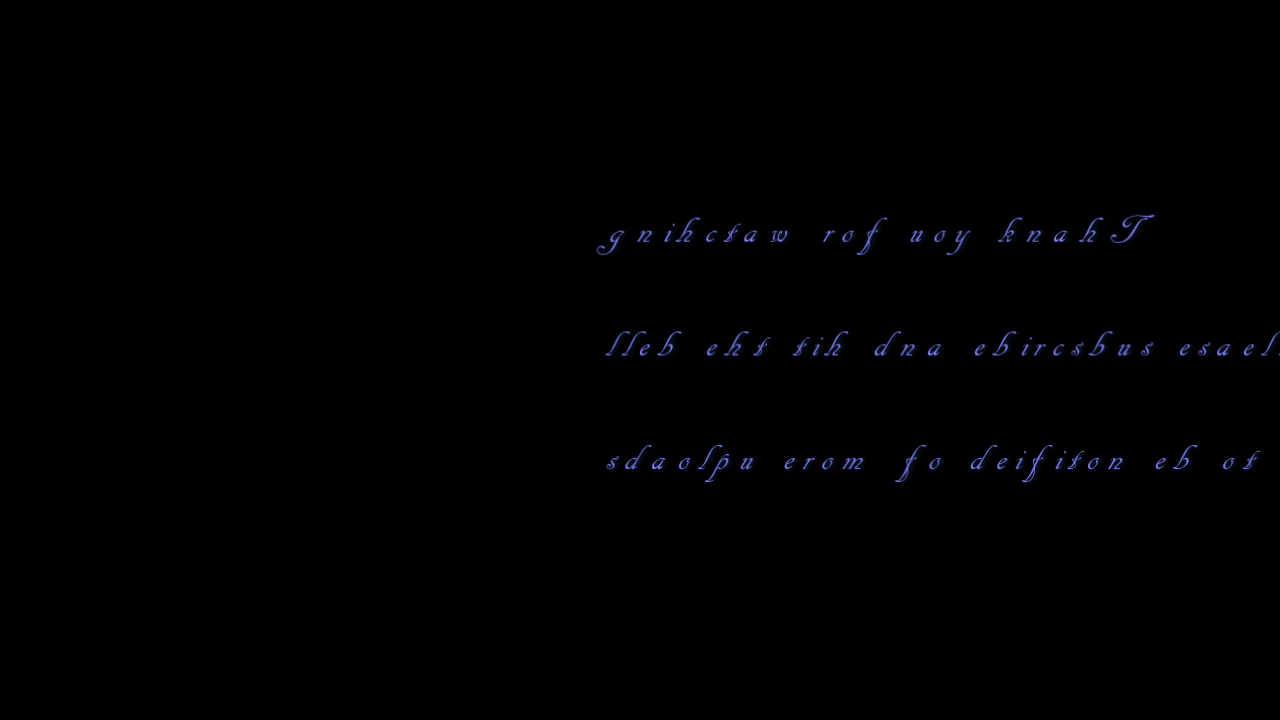 gnihctaw rof uoy knahT
lleb eht tih dna ebircsbus esael
sdaolpu erom fo deifiton eb ot